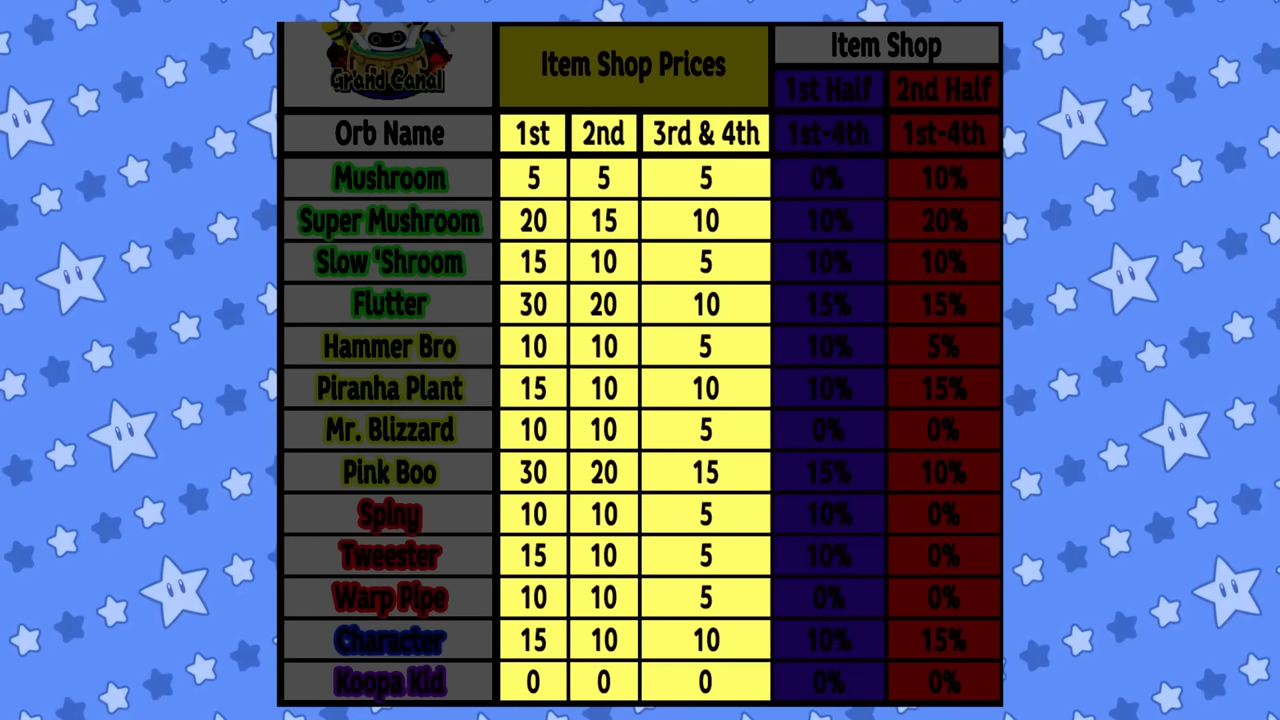 Grand Canal
Item Shop Prices
Item Shop
1st Half 2nd Half
Orb Name 1st 2nd 3rd & 4th 1st-4th 1st-4th
Mushroom 5 5 5 0% 10%
Super Mushroom 20 15 10 10% 20%
Slow 'Shroom 15 10 5 10% 10%
Flutter 30 20 10 15% 15%
Hammer Bro 10 10 5 10% 5%
Piranha Plant 15 10 10 10% 15%
Mr. Blizzard 10 10 5 0% 0%
Pink Boo 30 20 15 15% 10%
Spiny 10 10 5 10% 0%
Tweester 15 10 5 10% 0%
Warp Pipe 10 10 5 0% 0%
Character 15 10 10 10% 15%
Koopa Kid 0 0 0 0% 0%